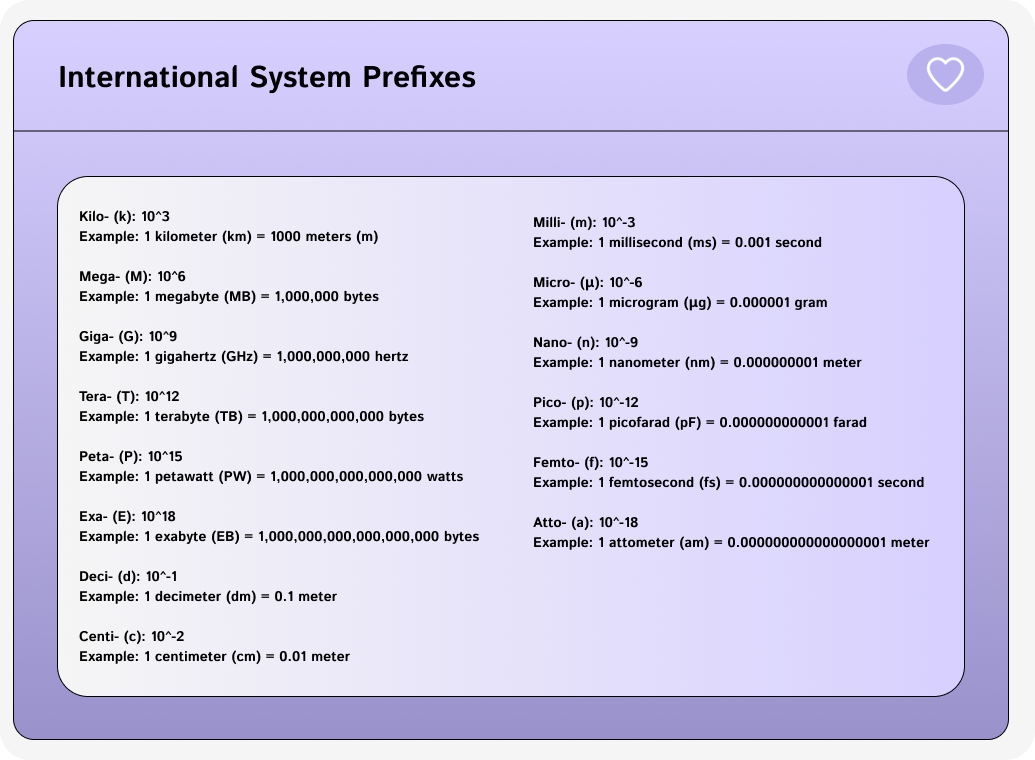 International System Prefixes
Kilo- (k): 10^3
Example: 1 kilometer (km) = 1000 meters (m)
Mega- (M): 10^6
Example: 1 megabyte (MB) = 1,000,000 bytes
Giga- (G): 10^9
Example: 1 gigahertz (GHz) = 1,000,000,000 hertz
Tera- (T): 10^12
Example: 1 terabyte (TB) = 1,000,000,000,000 bytes
Peta- (P): 10^15
Example: 1 petawatt (PW) = 1,000,000,000,000,000 watts
Exa- (E): 10^18
Example: 1 exabyte (EB) = 1,000,000,000,000,000,000 bytes
Deci- (d): 10^-1
Example: 1 decimeter (dm) = 0.1 meter
Centi- (c): 10^-2
Example: 1 centimeter (cm) = 0.01 meter
Milli- (m): 10^-3
Example: 1 millisecond (ms) = 0.001 second
Micro- (μ): 10^-6
Example: 1 microgram (μg) = 0.000001 gram
Nano- (n): 10^-9
Example: 1 nanometer (nm) = 0.000000001 meter
Pico- (p): 10^-12
Example: 1 picofarad (pF) = 0.000000000001 farad
Femto- (f): 10^-15
Example: 1 femtosecond (fs) = 0.000000000000001 second
Atto- (a): 10^-18
Example: 1 attometer (am) = 0.000000000000000001 meter